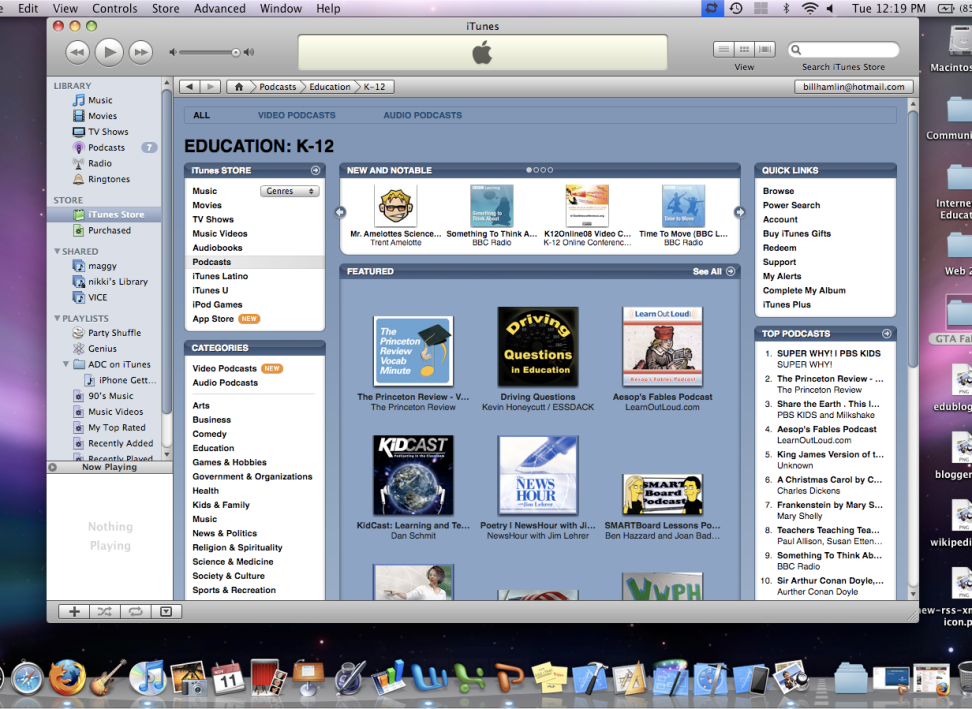 Edit View Controls Store Advanced Window Help
Tue 12:19 PM
iTunes
View
Search iTunes Store
Podcasts Education K-12
billhamlin@hotmail.com
LIBRARY
Music
Movies
TV Shows
Podcasts 7
Radio
Ringtones
STORE
iTunes Store
Purchased
SHARED
maggy
nikki's Library
VICE
PLAYLISTS
Party Shuffle
Genius
ADC on iTunes
iPhone Gett...
90's Music
Music Videos
My Top Rated
Recently Added
Recently Played
Now Playing
Nothing
Playing
ALL VIDEO PODCASTS AUDIO PODCASTS
EDUCATION: K-12
iTunes STORE
Music Genres
Movies
TV Shows
Music Videos
Audiobooks
Podcasts
iTunes Latino
iTunes U
iPod Games
App Store NEW
CATEGORIES
Video Podcasts NEW
Audio Podcasts
Arts
Business
Comedy
Education
Games & Hobbies
Government & Organizations
Health
Kids & Family
Music
News & Politics
Religion & Spirituality
Science & Medicine
Society & Culture
Sports & Recreation
NEW AND NOTABLE
Mr. Amelottes Science...
Trent Amelotte
Something To Think A...
BBC Radio
K12Online08 Video C...
K-12 Online Conferenc...
Time To Move (BBC L...
BBC Radio
FEATURED See All
The
Princeton
Review
Vocab
Minute
The Princeton Review - V...
The Princeton Review
Driving
Questions
in Education
Driving Questions
Kevin Honeycutt / ESSDACK
Learn Out Loud
Aesop's Fables Podcast
Aesop's Fables Podcast
LearnOutLoud.com
KiDCAST
KidCast: Learning and Te...
Dan Schmit
NEWS
HOUR
with Jim Lehrer
Poetry | NewsHour with Ji...
NewsHour with Jim Lehrer
SMART
Board
Podcast
SMARTBoard Lessons Po...
Ben Hazzard and Joan Bad...
QUICK LINKS
Browse
Power Search
Account
Buy iTunes Gifts
Redeem
Support
My Alerts
Complete My Album
iTunes Plus
TOP PODCASTS
1. SUPER WHY! | PBS KIDS
SUPER WHY!
2. The Princeton Review - ...
The Princeton Review
3. Share the Earth . This i...
PBS KIDS and Milkshake
4. Aesop's Fables Podcast
LearnOutLoud.com
5. King James Version of t...
Unknown
6. A Christmas Carol by C...
Charles Dickens
7. Frankenstein by Mary S...
Mary Shelly
8. Teachers Teaching Tea...
Paul Allison, Susan Etten...
9. Something To Think Ab...
BBC Radio
10. Sir Arthur Conan Doyle,...
Aurther Conan Doyle
Macintos
Communi
Internet
Educat
Web 2
GTA Fal
edublog
blogger
wikipedi
new-rss-xm
icon.p
11